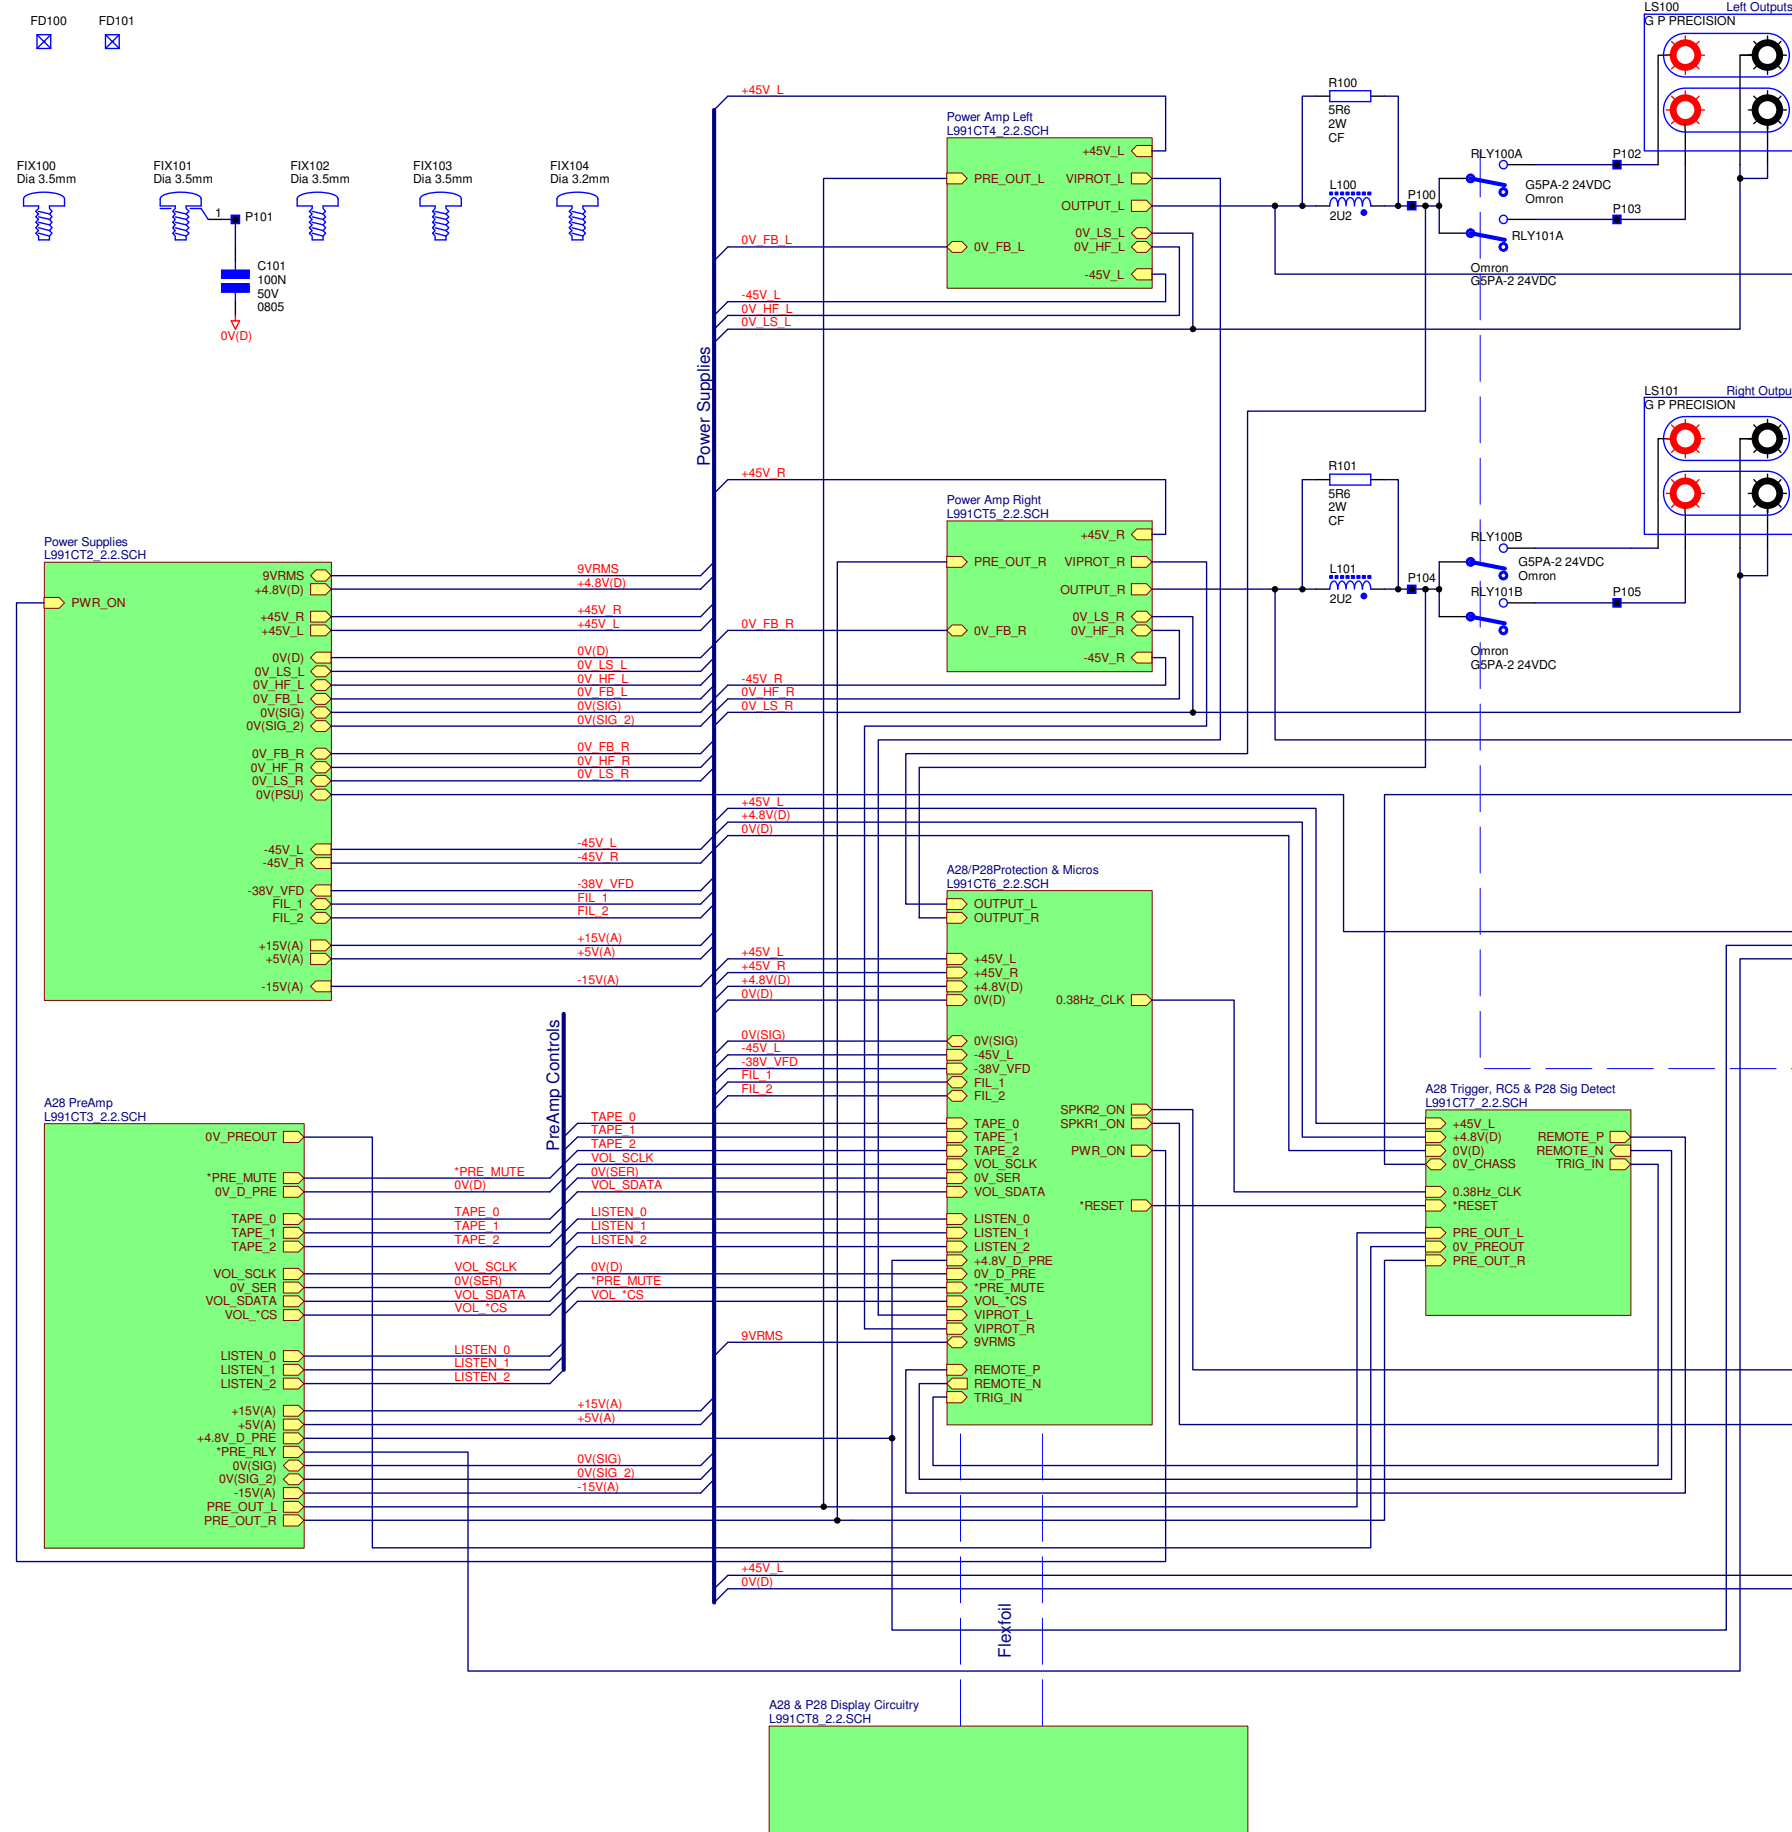 FD100
FD101
LS100
Left Outputs
G P PRECISION
R100
5R6
2W
CF
+45V_L
Power Amp Left
L991CT4_2.2.SCH
+45V_L
PRE_OUT_L
VIPROT_L
OUTPUT_L
0V_LS_L
0V_FB_L
0V_HF_L
-45V_L
L100
2U2
P100
RLY100A
P102
G5PA-2 24VDC
Omron
P103
RLY101A
Omron
G5PA-2 24VDC
FIX100
Dia 3.5mm
FIX101
Dia 3.5mm
FIX102
Dia 3.5mm
FIX103
Dia 3.5mm
FIX104
Dia 3.2mm
1
P101
C101
100N
50V
0805
0V(D)
0V_FB_L
-45V_L
0V_HF_L
0V_LS_L
Power Supplies
LS101
Right Outpu
G P PRECISION
+45V_R
R101
5R6
2W
CF
Power Amp Right
L991CT5_2.2.SCH
+45V_R
PRE_OUT_R
VIPROT_R
OUTPUT_R
0V_LS_R
0V_FB_R
0V_HF_R
-45V_R
L101
2U2
P104
RLY100B
G5PA-2 24VDC
Omron
RLY101B
P105
Omron
G5PA-2 24VDC
0V_FB_R
-45V_R
0V_HF_R
0V_LS_R
Power Supplies
L991CT2_2.2.SCH
PWR_ON
9VRMS
+4.8V(D)
+45V_R
+45V_L
0V(D)
0V_LS_L
0V_HF_L
0V_FB_L
0V(SIG)
0V(SIG_2)
0V_FB_R
0V_HF_R
0V_LS_R
0V(PSU)
-45V_L
-45V_R
-38V_VFD
FIL_1
FIL_2
+15V(A)
+5V(A)
-15V(A)
9VRMS
+4.8V(D)
+45V_R
+45V_L
0V(D)
0V_LS_L
0V_HF_L
0V_FB_L
0V(SIG)
0V(SIG_2)
0V_FB_R
0V_HF_R
0V_LS_R
-45V_L
-45V_R
-38V_VFD
FIL_1
FIL_2
+15V(A)
+5V(A)
-15V(A)
+45V_L
+4.8V(D)
0V(D)
A28/P28Protection & Micros
L991CT6_2.2.SCH
OUTPUT_L
OUTPUT_R
+45V_L
+45V_R
+4.8V(D)
0V(D)
0V(SIG)
-45V_L
-38V_VFD
FIL_1
FIL_2
TAPE_0
TAPE_1
TAPE_2
VOL_SCLK
0V_SER
VOL_SDATA
LISTEN_0
LISTEN_1
LISTEN_2
+4.8V_D_PRE
0V_D_PRE
*PRE_MUTE
VOL_*CS
VIPROT_L
VIPROT_R
9VRMS
REMOTE_P
REMOTE_N
TRIG_IN
0.38Hz_CLK
SPKR2_ON
SPKR1_ON
PWR_ON
*RESET
+45V_L
+45V_R
+4.8V(D)
0V(D)
0V(SIG)
-45V_L
-38V_VFD
FIL_1
FIL_2
PreAmp Controls
TAPE_0
TAPE_1
TAPE_2
VOL_SCLK
0V(SER)
VOL_SDATA
LISTEN_0
LISTEN_1
LISTEN_2
0V(D)
*PRE_MUTE
VOL_*CS
9VRMS
A28 Trigger, RC5 & P28 Sig Detect
L991CT7_2.2.SCH
+45V_L
+4.8V(D)
0V(D)
0V_CHASS
0.38Hz_CLK
*RESET
PRE_OUT_L
0V_PREOUT
PRE_OUT_R
REMOTE_P
REMOTE_N
TRIG_IN
A28 PreAmp
L991CT3_2.2.SCH
0V_PREOUT
*PRE_MUTE
0V_D_PRE
TAPE_0
TAPE_1
TAPE_2
VOL_SCLK
0V_SER
VOL_SDATA
VOL_*CS
LISTEN_0
LISTEN_1
LISTEN_2
+15V(A)
+5V(A)
+4.8V_D_PRE
*PRE_RLY
0V(SIG)
0V(SIG_2)
-15V(A)
PRE_OUT_L
PRE_OUT_R
*PRE_MUTE
0V(D)
TAPE_0
TAPE_1
TAPE_2
VOL_SCLK
0V(SER)
VOL_SDATA
VOL_*CS
LISTEN_0
LISTEN_1
LISTEN_2
+15V(A)
+5V(A)
0V(SIG)
0V(SIG_2)
-15V(A)
+45V_L
0V(D)
Flexfoil
A28 & P28 Display Circuitry
L991CT8_2.2.SCH